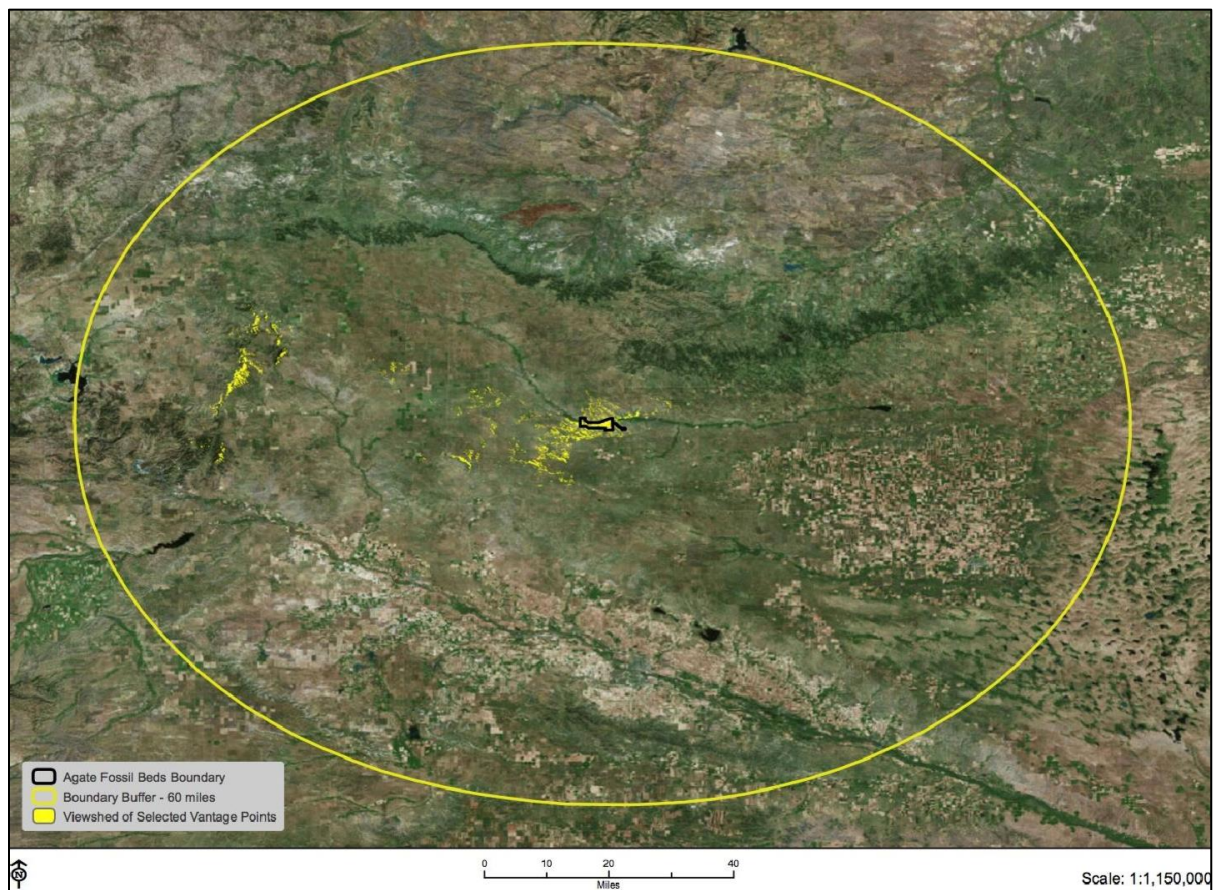 Agate Fossil Beds Boundary
Boundary Buffer - 60 miles
Viewshed of Selected Vantage Points
N
0 10 20 40
Miles
Scale: 1:1,150,000